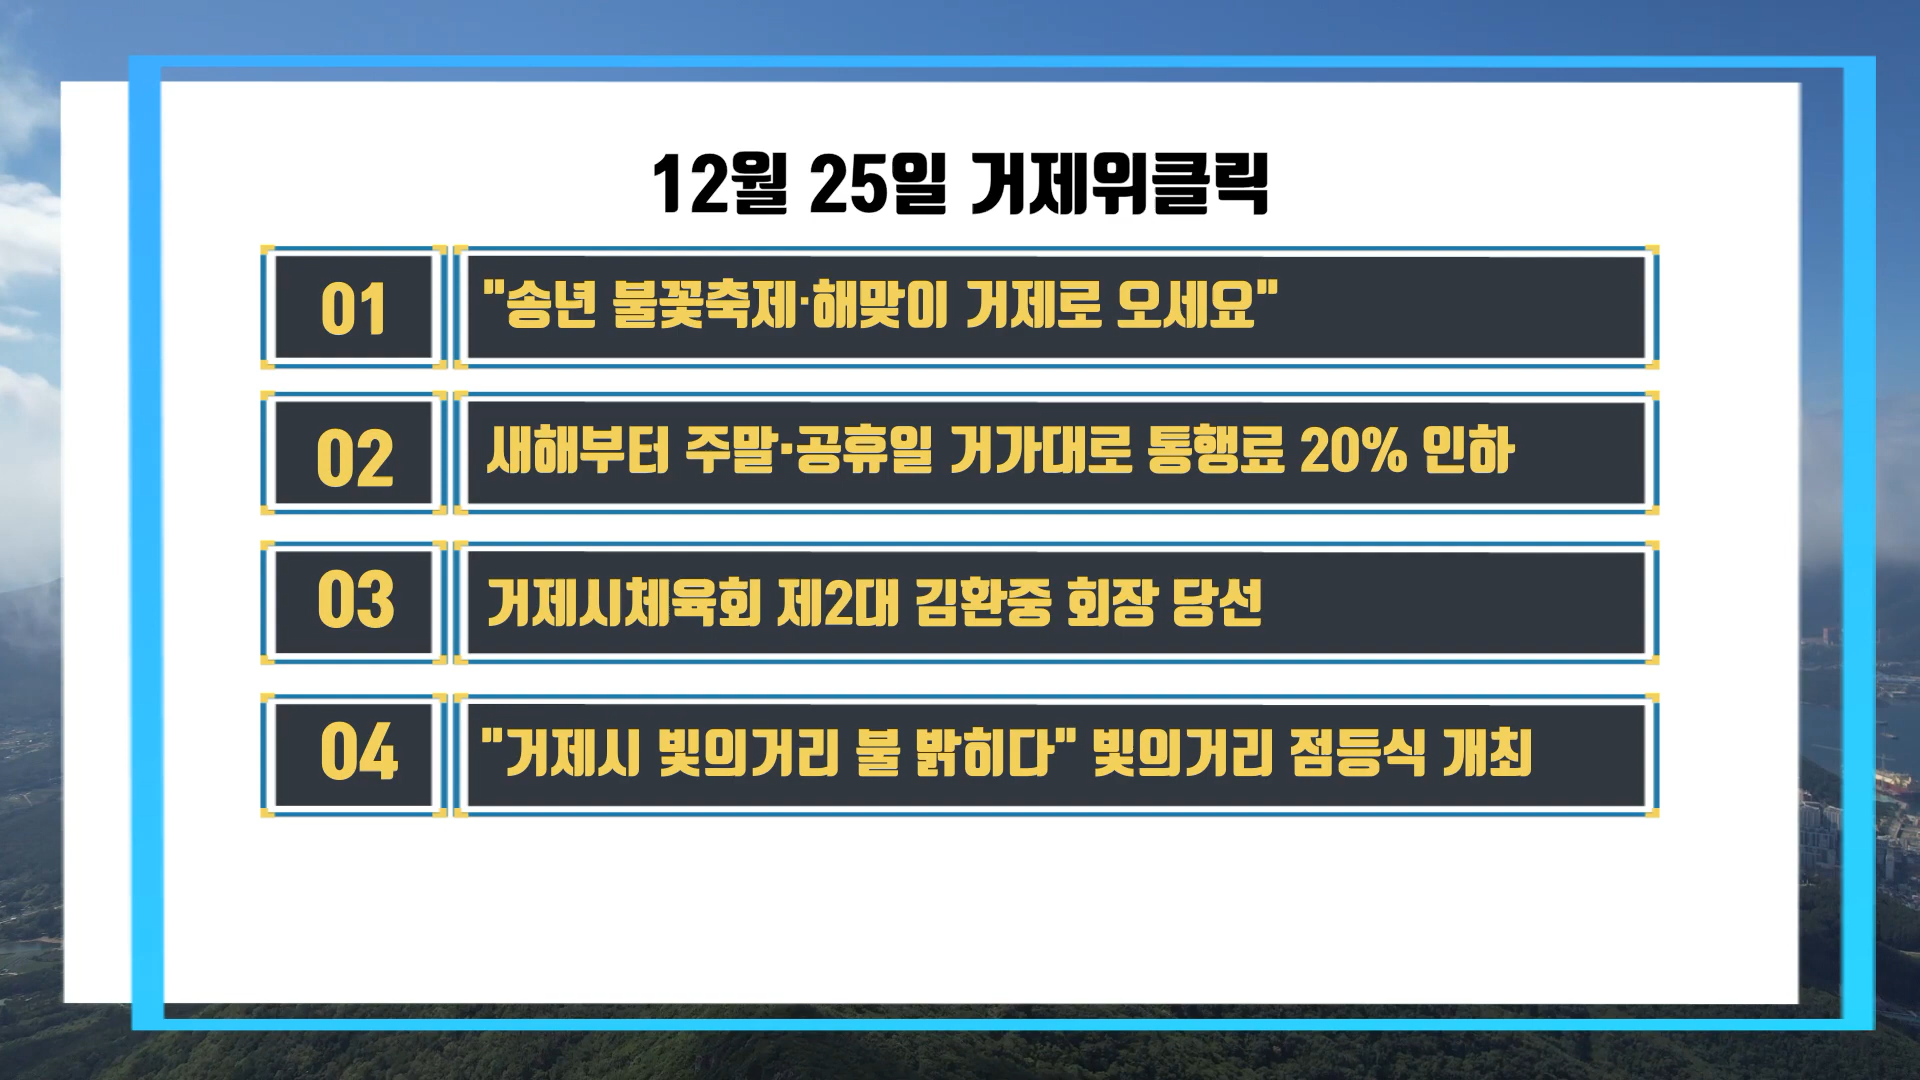 12월 25일 거제위클릭
01
"송년 불꽃축제·해맞이 거제로 오세요"
02
새해부터 주말·공휴일 거가대로 통행료 20% 인하
03
거제시체육회 제2대 김환중 회장 당선
04
"거제시 빛의거리 불 밝히다" 빛의거리 점등식 개최